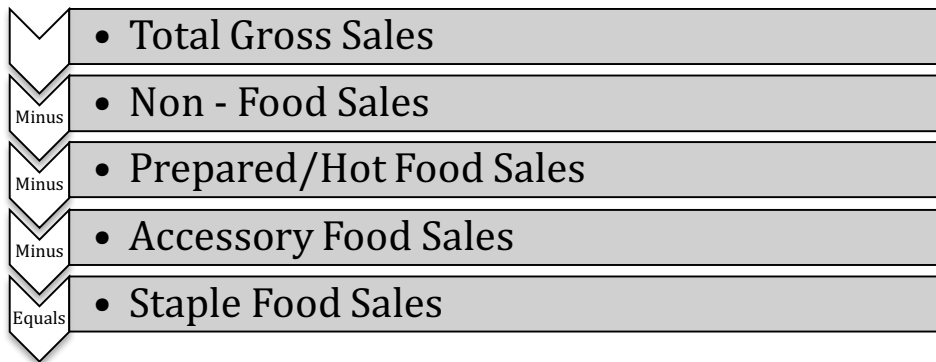 • Total Gross Sales
Minus • Non - Food Sales
Minus • Prepared/Hot Food Sales
Minus • Accessory Food Sales
Equals • Staple Food Sales